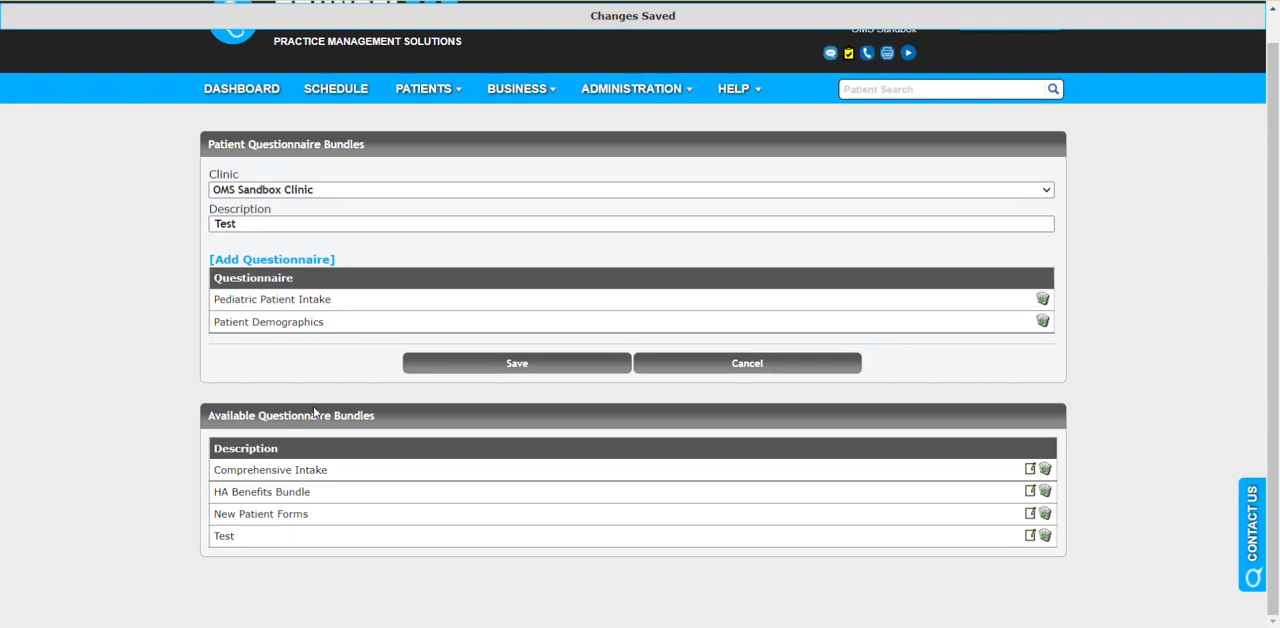 Changes Saved
OMS Sandbox
PRACTICE MANAGEMENT SOLUTIONS
DASHBOARD SCHEDULE PATIENTS BUSINESS ADMINISTRATION HELP Patient Search
Patient Questionnaire Bundles
Clinic
OMS Sandbox Clinic
Description
Test
[Add Questionnaire]
Questionnaire
Pediatric Patient Intake
Patient Demographics
Save Cancel
Available Questionnaire Bundles
Description
Comprehensive Intake
HA Benefits Bundle
New Patient Forms
Test
CONTACT US